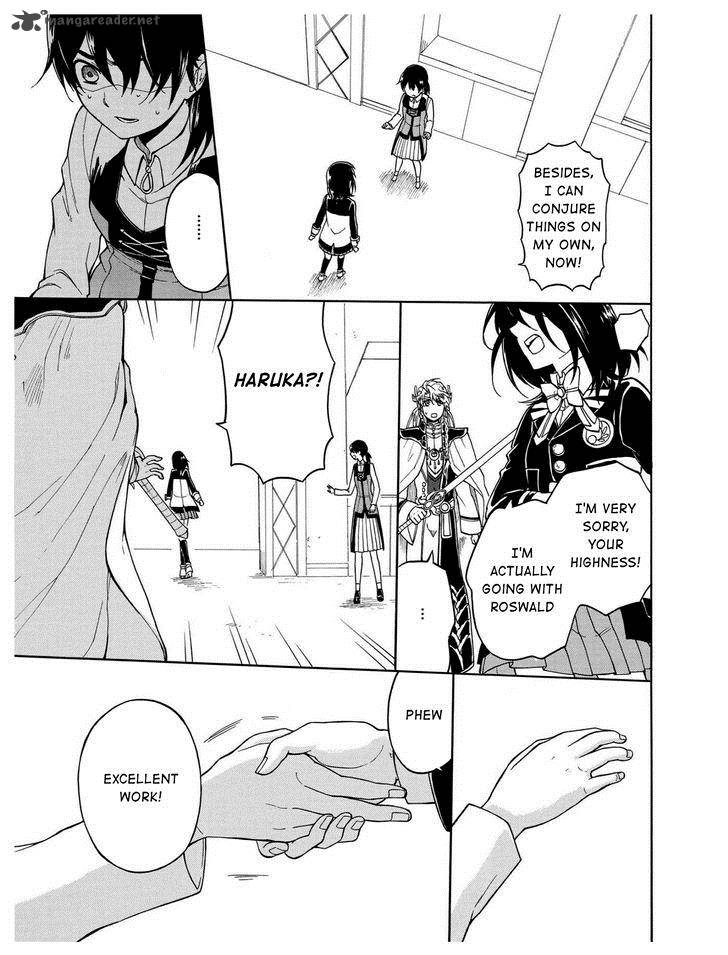 mangareader.net
BESIDES,
I CAN
CONJURE
THINGS ON
MY OWN,
NOW!
......
I'M VERY
SORRY,
YOUR
HIGHNESS!
I'M
ACTUALLY
GOING WITH
ROSWALD
...
HARUKA?!
PHEW
EXCELLENT
WORK!